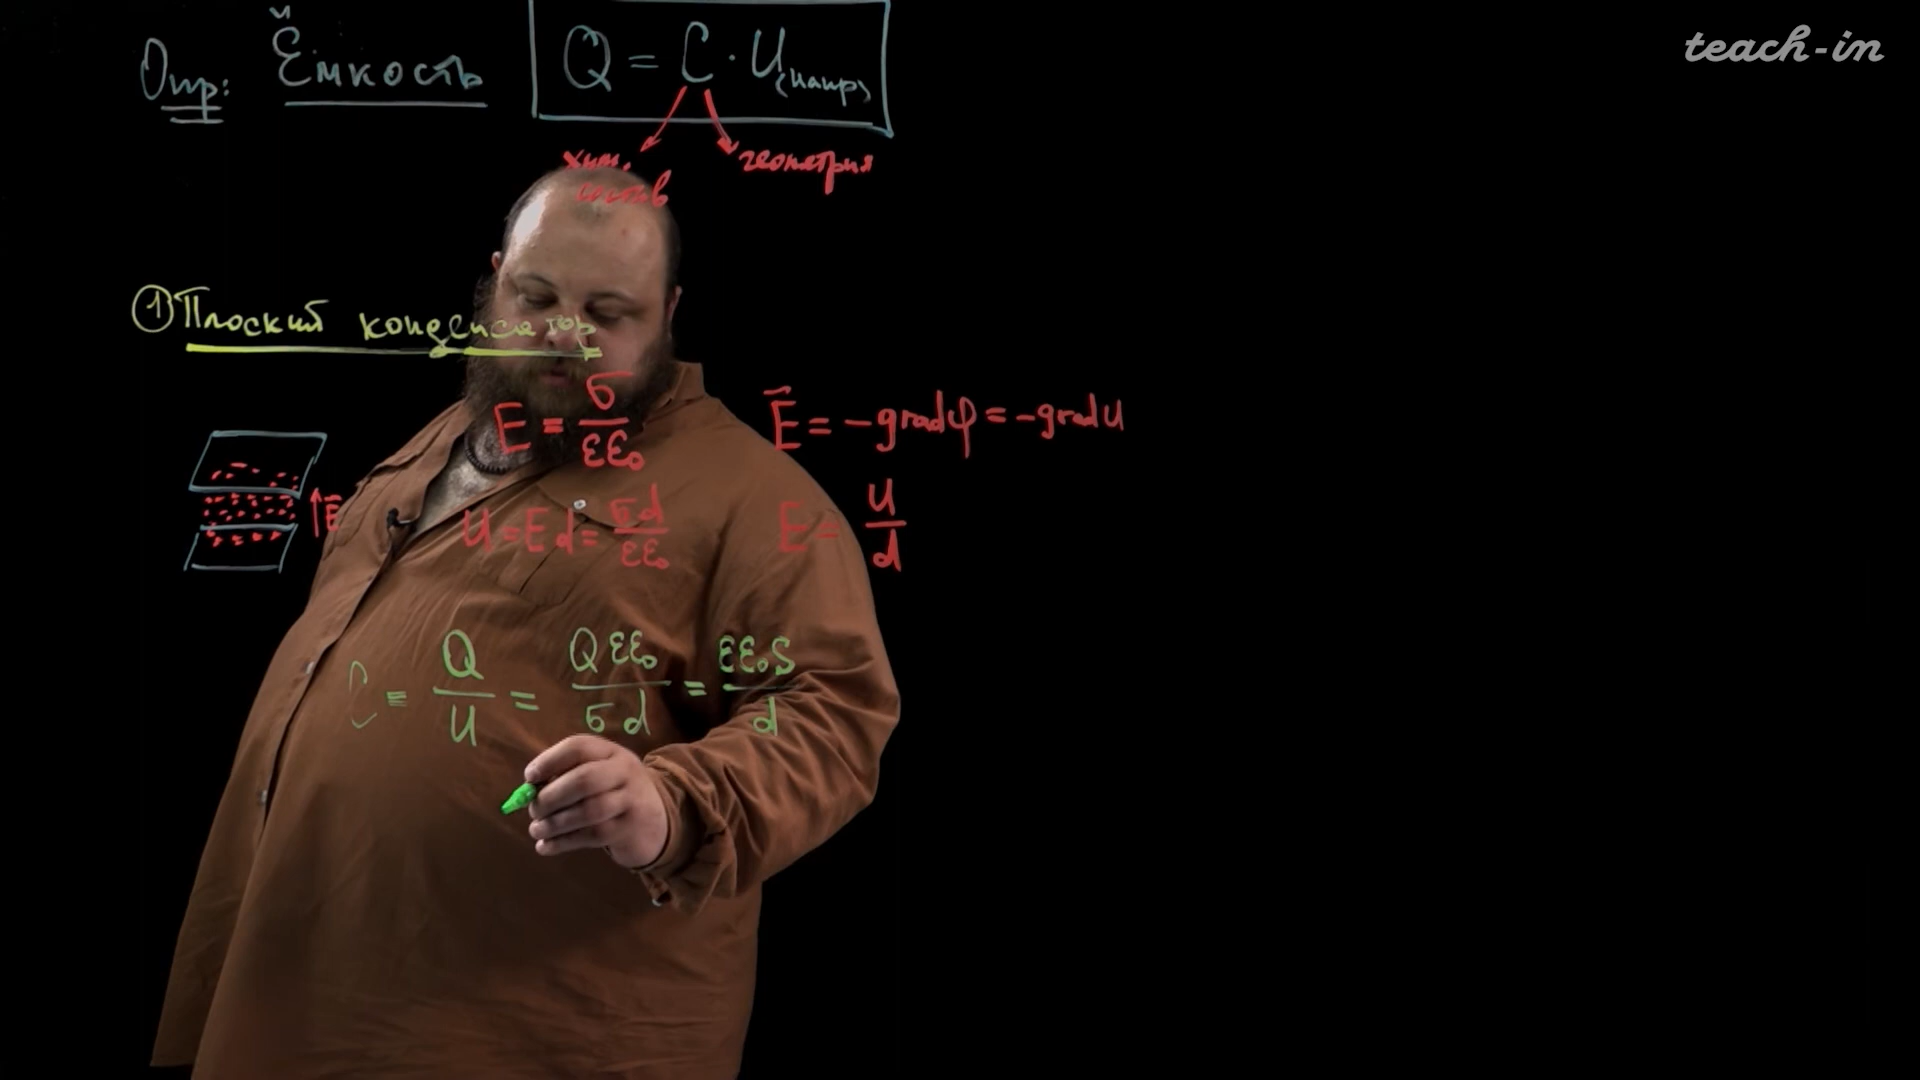 teach-in
Опр: Ёмкость Q = C · U(напр)
хим. состав геометрия
① Плоский конденсатор
E = σ/εε₀ Ē = -gradφ = -gradU
Ē
U = Ed = σd/εε₀ E = U/d
C = Q/U = Qεε₀/σd = εε₀S/d